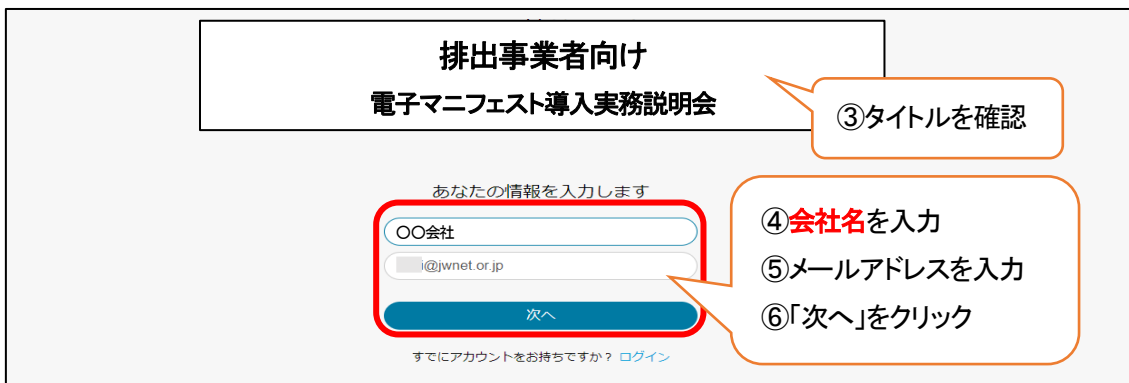 排出事業者向け
電子マニフェスト導入実務説明会
③タイトルを確認
あなたの情報を入力します
〇〇会社
i@jwnet.or.jp
次へ
すでにアカウントをお持ちですか？ ログイン
④会社名を入力
⑤メールアドレスを入力
⑥「次へ」をクリック